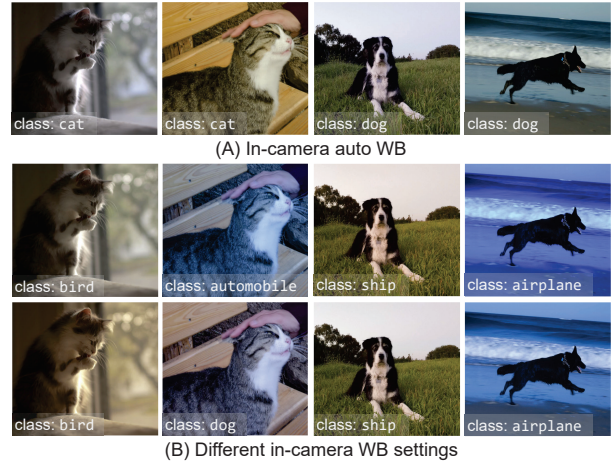 class: cat
class: cat
class: dog
class: dog
(A) In-camera auto WB
class: bird
class: automobile
class: ship
class: airplane
class: bird
class: dog
class: ship
class: airplane
(B) Different in-camera WB settings